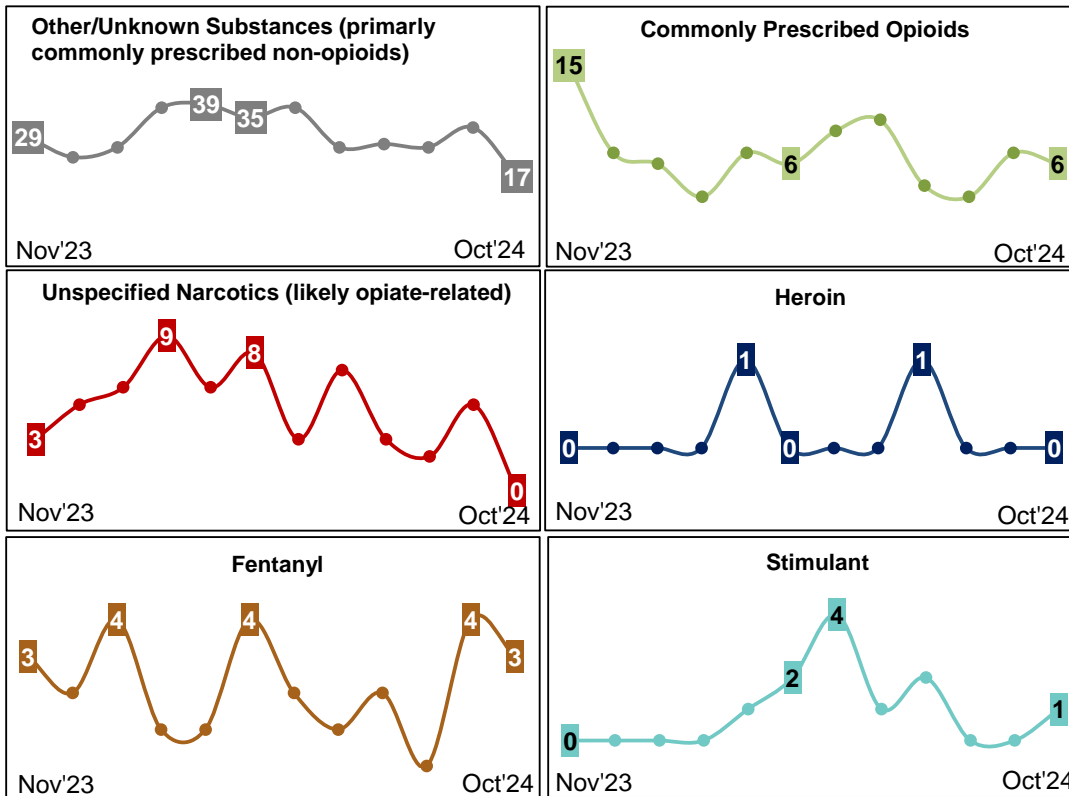 Other/Unknown Substances (primarly
commonly prescribed non-opioids)
29
39
35
17
Nov'23
Oct'24
Commonly Prescribed Opioids
15
6
6
Nov'23
Oct'24
Unspecified Narcotics (likely opiate-related)
3
9
8
0
Nov'23
Oct'24
Heroin
0
1
0
1
0
Nov'23
Oct'24
Fentanyl
3
4
4
4
3
Nov'23
Oct'24
Stimulant
0
2
4
1
Nov'23
Oct'24